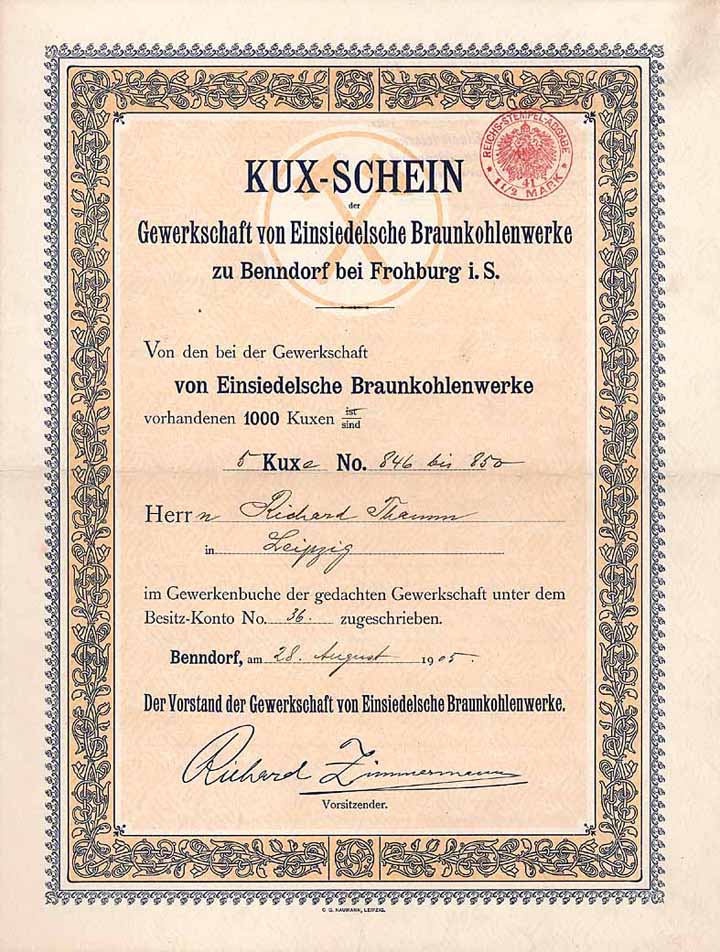 KUX-SCHEIN
der
Gewerkschaft von Einsiedelsche Braunkohlenwerke
zu Benndorf bei Frohburg i. S.
REICHS-STEMPEL-ABGABE
41
1 1/2 MARK
Von den bei der Gewerkschaft
von Einsiedelsche Braunkohlenwerke
vorhandenen 1000 Kuxen ist
sind
5 Kuxe No. 846 bis 850
Herrn Richard Thamm
in Leipzig
im Gewerkenbuche der gedachten Gewerkschaft unter dem
Besitz-Konto No. 36. zugeschrieben.
Benndorf, am 28. August 1905.
Der Vorstand der Gewerkschaft von Einsiedelsche Braunkohlenwerke.
Richard Zimmermann
Vorsitzender.
C. G. NAUMANN, LEIPZIG.